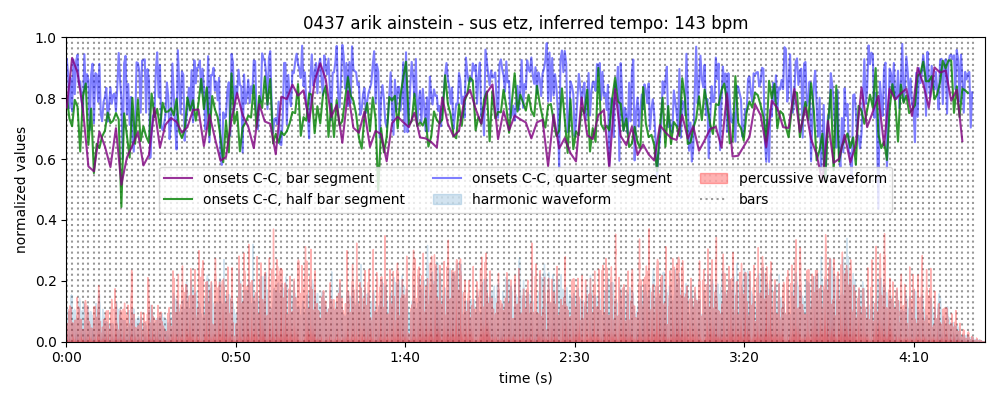 0437 arik ainstein - sus etz, inferred tempo: 143 bpm
normalized values
1.0
0.8
0.6
0.4
0.2
0.0
onsets C-C, bar segment
onsets C-C, half bar segment
onsets C-C, quarter segment
harmonic waveform
percussive waveform
bars
0:00 0:50 1:40 2:30 3:20 4:10
time (s)